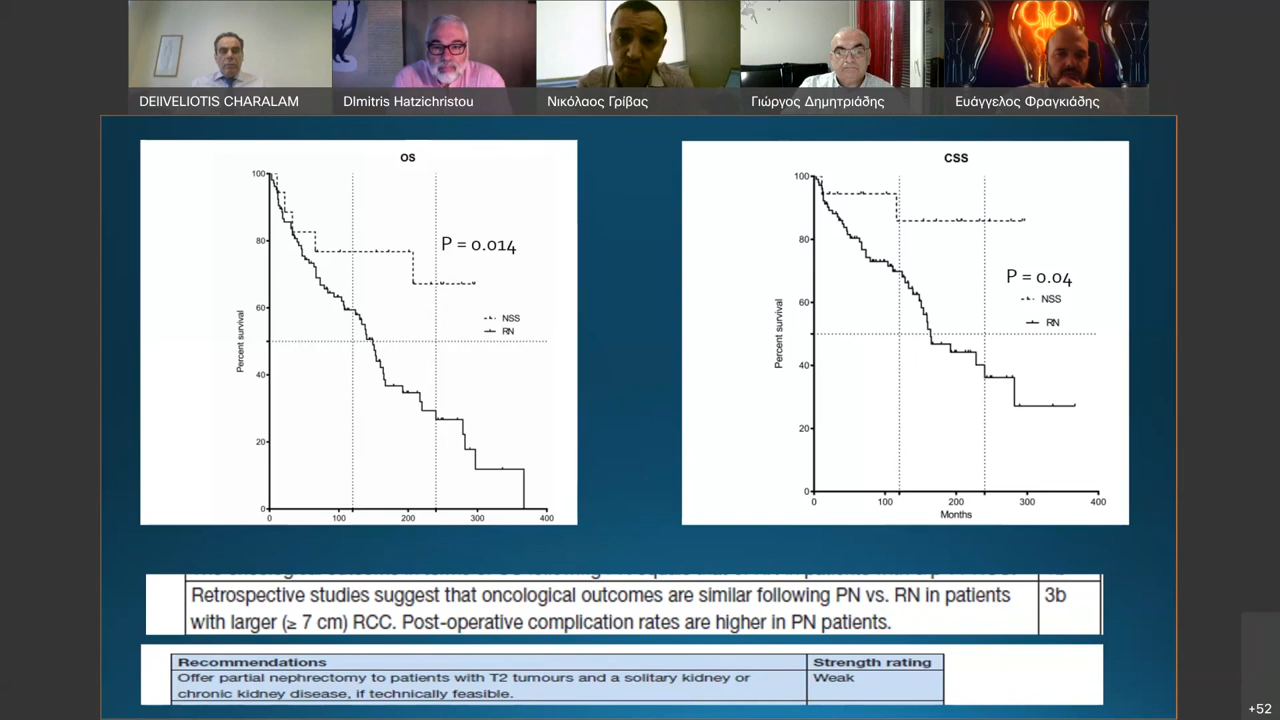 DEIIVELIOTIS CHARALAM
DImitris Hatzichristou
Νικόλαος Γρίβας
Γιώργος Δημητριάδης
Ευάγγελος Φραγκιάδης
OS
100
80
60
40
20
0
0 100 200 300 400
Percent survival
P = 0.014
NSS
RN
CSS
100
80
60
40
20
0
0 100 200 300 400
Months
Percent survival
P = 0.04
NSS
RN
Retrospective studies suggest that oncological outcomes are similar following PN vs. RN in patients 3b
with larger (≥ 7 cm) RCC. Post-operative complication rates are higher in PN patients.
Recommendations Strength rating
Offer partial nephrectomy to patients with T2 tumours and a solitary kidney or Weak
chronic kidney disease, if technically feasible.
+52